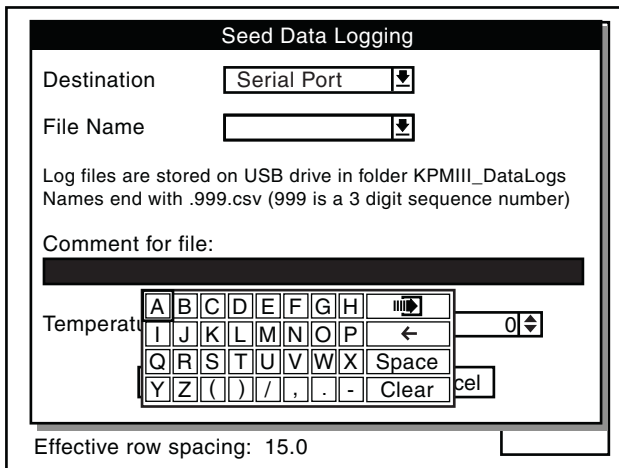 Seed Data Logging
Destination Serial Port
File Name
Log files are stored on USB drive in folder KPMIII_DataLogs
Names end with .999.csv (999 is a 3 digit sequence number)
Comment for file:
A B C D E F G H
Temperatu I J K L M N O P ← 0
Q R S T U V W X Space
Y Z ( ) / , . - Clear cel
Effective row spacing: 15.0